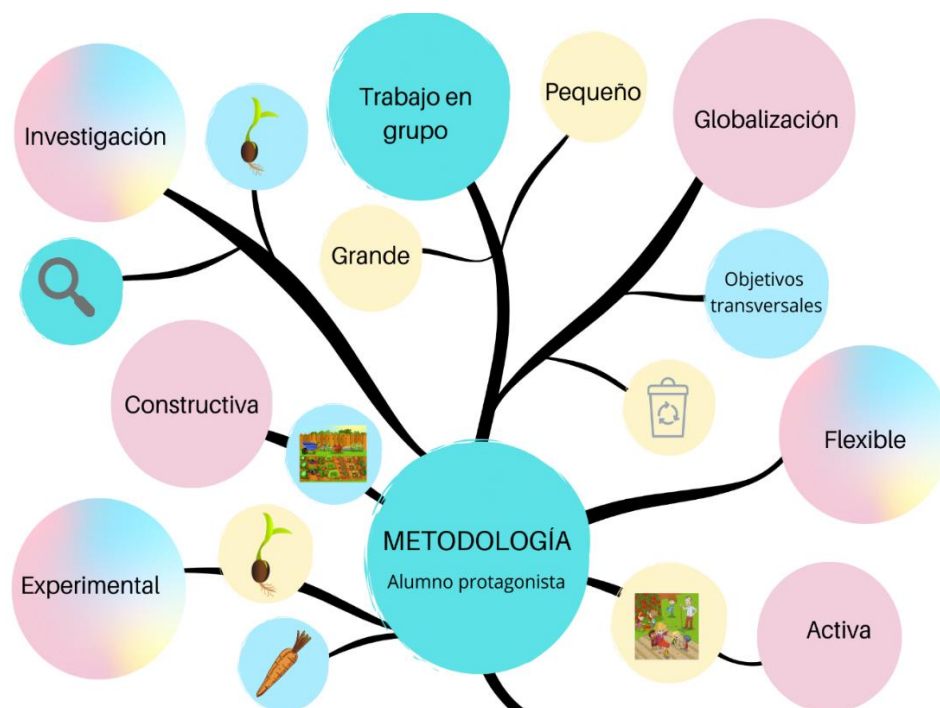 Investigación
Trabajo en
grupo
Pequeño
Globalización
Grande
Objetivos
transversales
Constructiva
Flexible
METODOLOGÍA
Alumno protagonista
Experimental
Activa